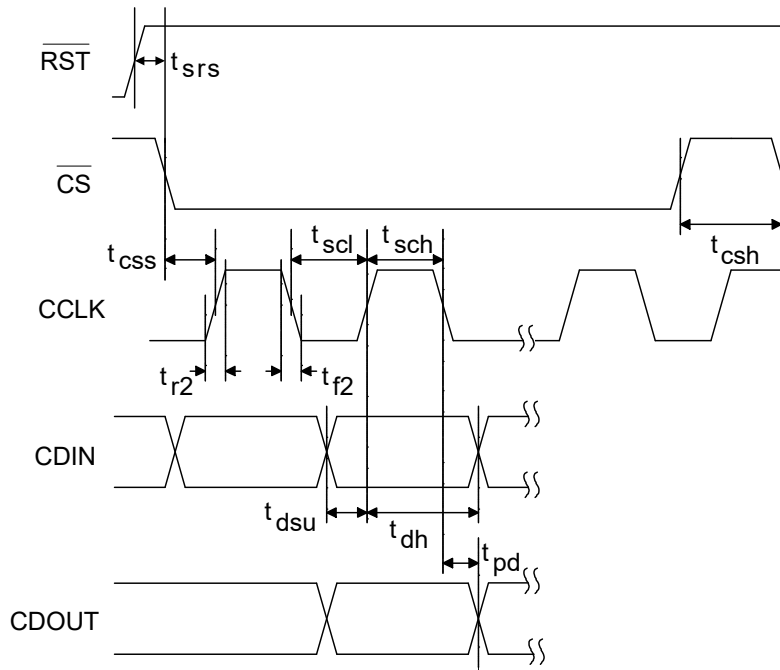 RST
t srs
CS
t css
t scl
t sch
t csh
CCLK
t r2
t f2
CDIN
t dsu
t dh
t pd
CDOUT